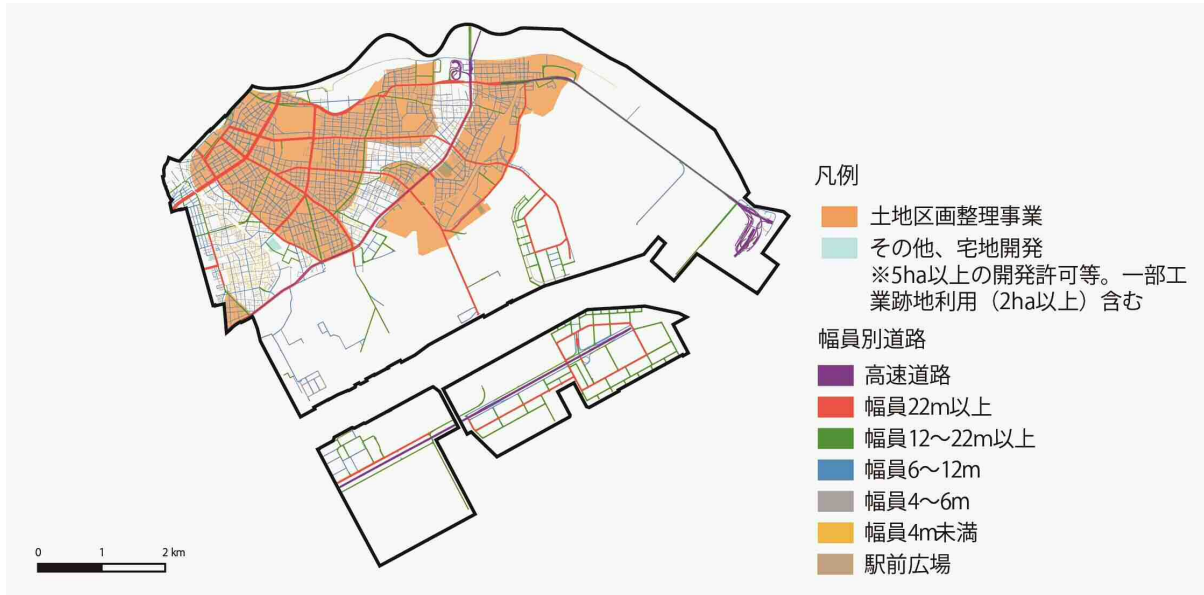 凡例
土地区画整理事業
その他、宅地開発
※5ha以上の開発許可等。一部工
業跡地利用（2ha以上）含む
幅員別道路
高速道路
幅員22m以上
幅員12～22m以上
幅員6～12m
幅員4～6m
幅員4m未満
駅前広場
0 1 2 km